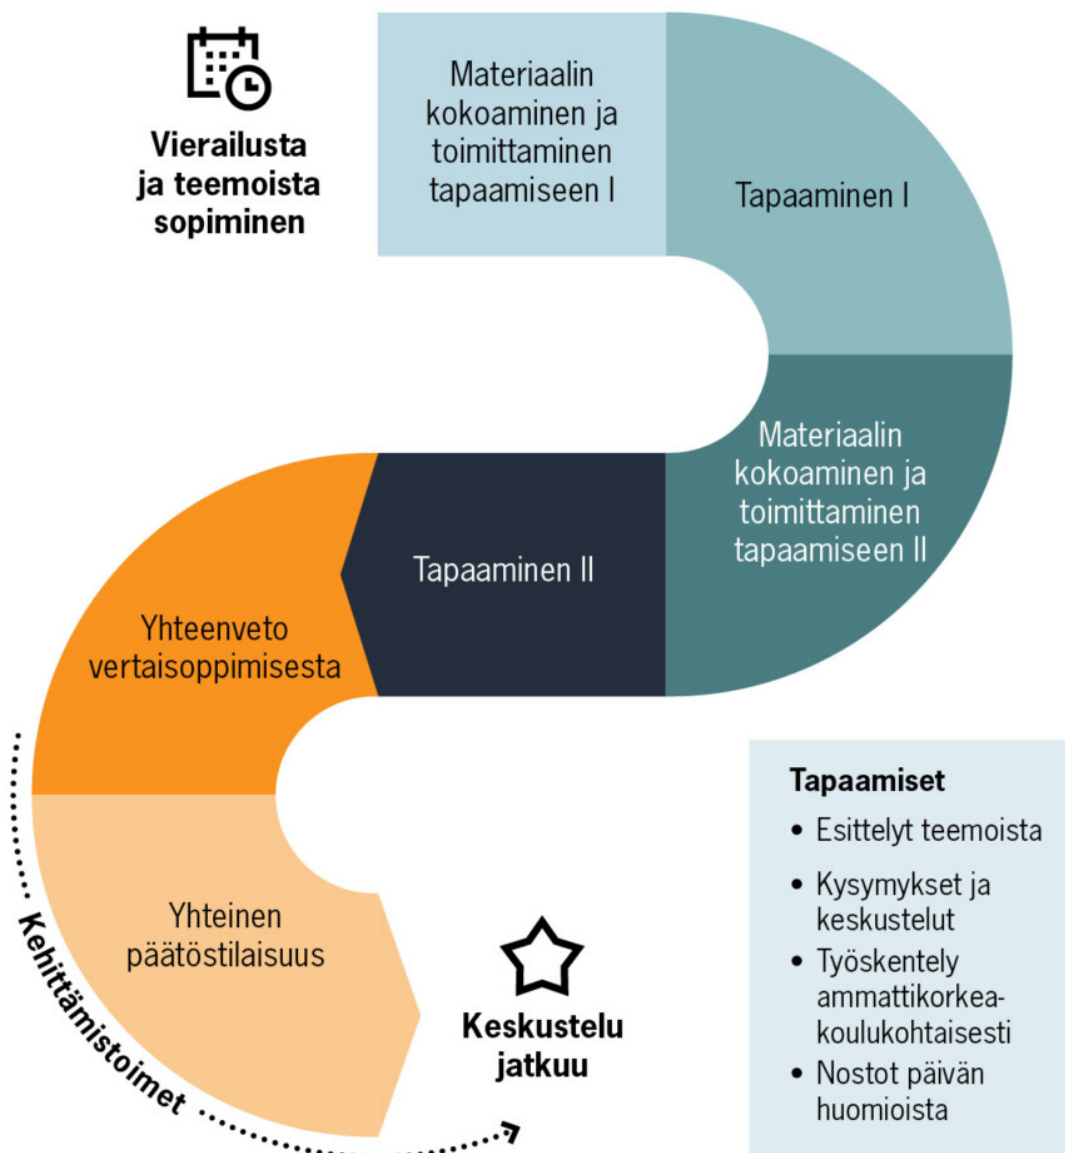 Vierailusta
ja teemoista
sopiminen
Materiaalin
kokoaminen ja
toimittaminen
tapaamiseen I
Tapaaminen I
Materiaalin
kokoaminen ja
toimittaminen
tapaamiseen II
Tapaaminen II
Yhteenveto
vertaisoppimisesta
Yhteinen
päätöstilaisuus
Kehittämistoimet
Keskustelu
jatkuu
Tapaamiset
• Esittelyt teemoista
• Kysymykset ja
keskustelut
• Työskentely
ammattikorkea-
koulukohtaisesti
• Nostot päivän
huomioista